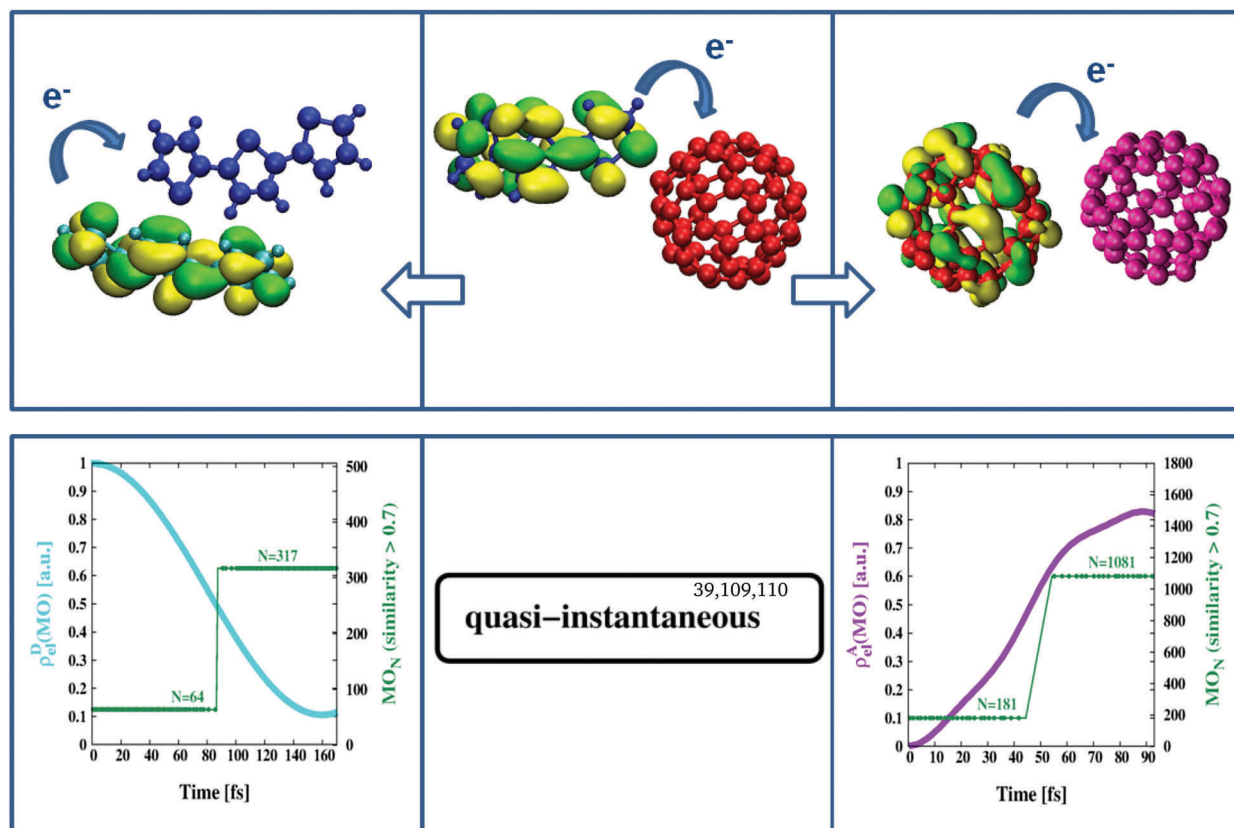 e-
e-
e-
1
0.9
0.8
0.7
0.6
0.5
0.4
0.3
0.2
0.1
0
500
400
300
200
100
0
0 20 40 60 80 100 120 140 160
N=317
N=64
ρ_el^D(MO) [a.u.]
MO_N (similarity > 0.7)
Time [fs]
39,109,110
quasi−instantaneous
1
0.9
0.8
0.7
0.6
0.5
0.4
0.3
0.2
0.1
0
1800
1600
1400
1200
1000
800
600
400
200
0
0 10 20 30 40 50 60 70 80 90
N=1081
N=181
ρ_el^A(MO) [a.u.]
MO_N (similarity > 0.7)
Time [fs]